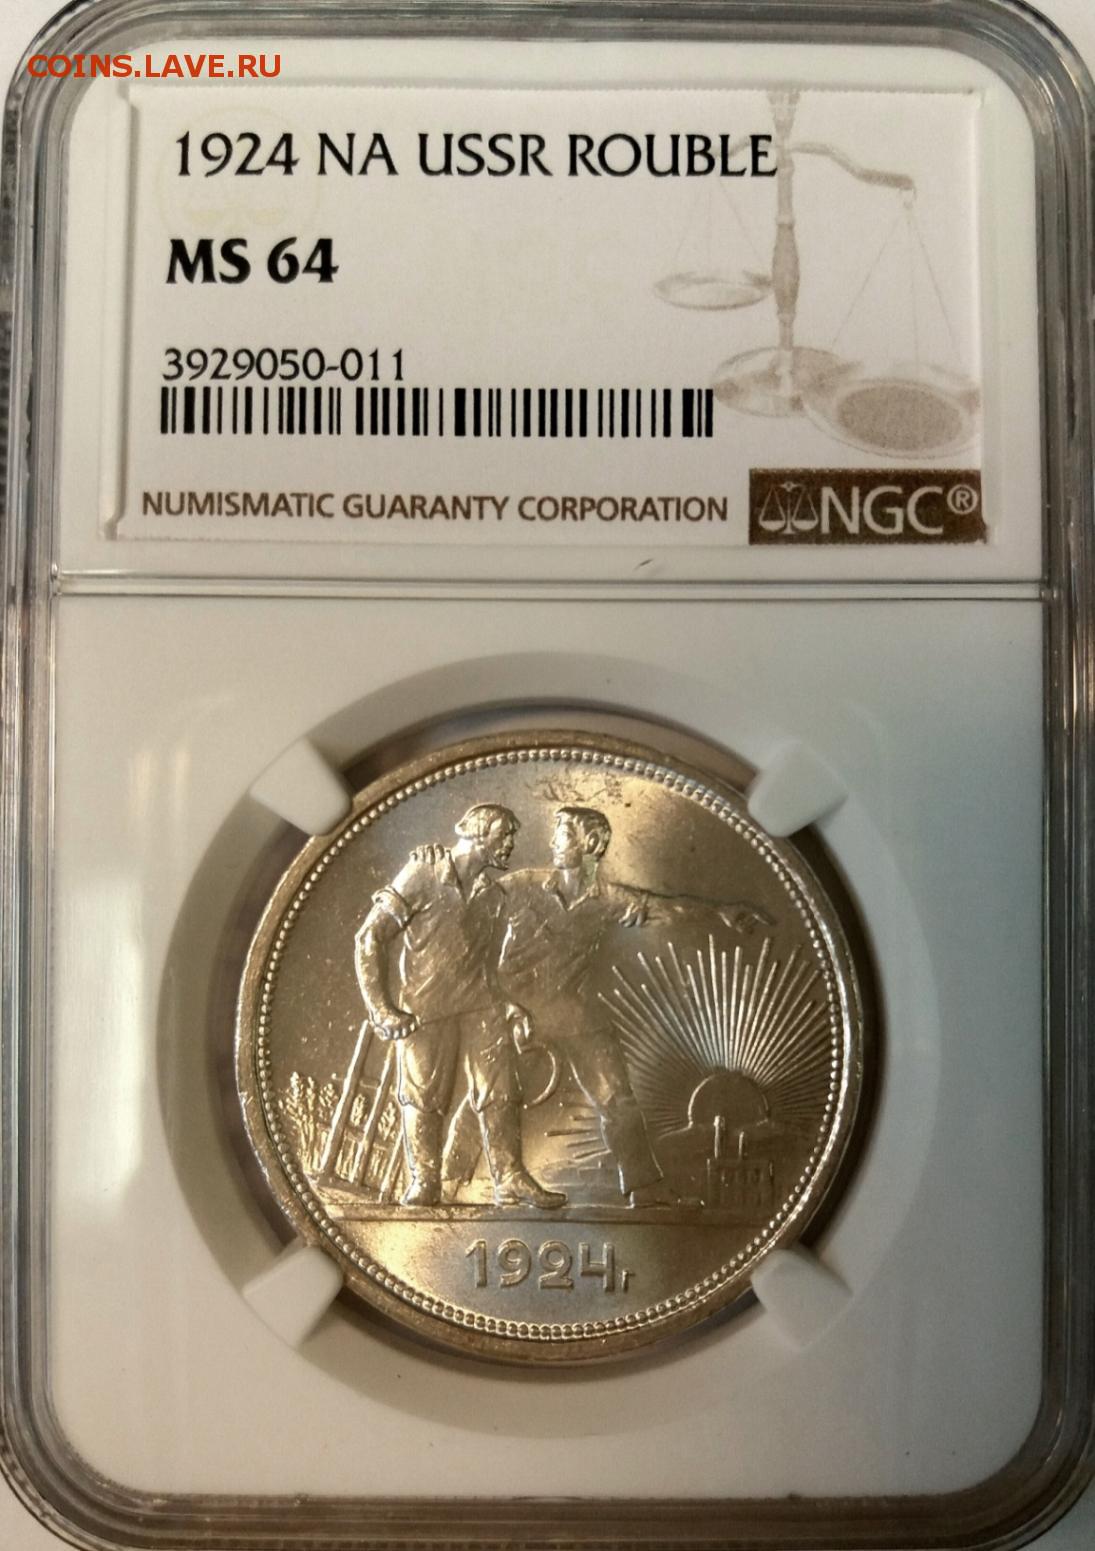 COINS.LAVE.RU
1924 NA USSR ROUBLE
MS 64
3929050-011
NUMISMATIC GUARANTY CORPORATION
NGC®
1924г